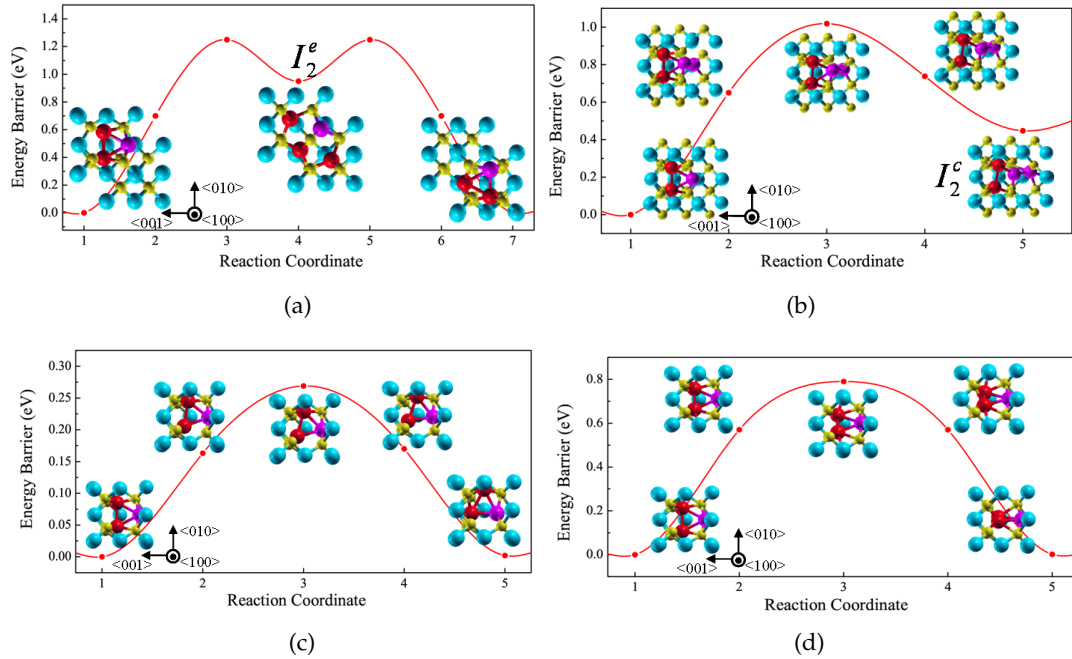 1.4
1.2
1.0
0.8
0.6
0.4
0.2
0.0
Energy Barrier (eV)
I₂ᵉ
<010>
<001>
<100>
1 2 3 4 5 6 7
Reaction Coordinate
(a)
1.0
0.8
0.6
0.4
0.2
0.0
Energy Barrier (eV)
I₂ᶜ
<010>
<001>
<100>
1 2 3 4 5
Reaction Coordinate
(b)
0.30
0.25
0.20
0.15
0.10
0.05
0.00
Energy Barrier (eV)
<010>
<001>
<100>
1 2 3 4 5
Reaction Coordinate
(c)
0.8
0.6
0.4
0.2
0.0
Energy Barrier (eV)
<010>
<001>
<100>
1 2 3 4 5
Reaction Coordinate
(d)